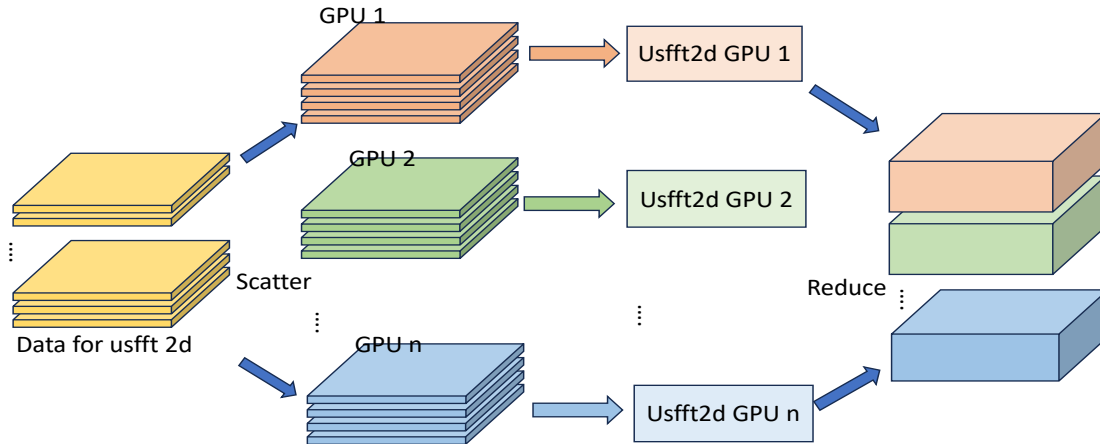 GPU 1
Usfft2d GPU 1
GPU 2
Usfft2d GPU 2
Scatter
Reduce
Data for usfft 2d
GPU n
Usfft2d GPU n